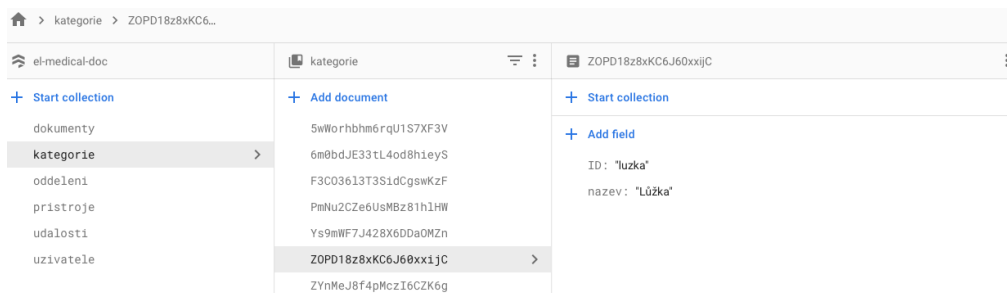 kategorie > ZOPD18z8xKC6…
el-medical-doc
Start collection
dokumenty
kategorie
oddeleni
pristroje
udalosti
uzivatele
kategorie
Add document
5wWorhbhm6rqU1S7XF3V
6m0bdJE33tL4od8hieyS
F3CO36l3T3SidCgswKzF
PmNu2CZe6UsMBz81hlHW
Ys9mWF7J428X6DDaOMZn
ZOPD18z8xKC6J60xxijC
ZYnMeJ8f4pMczI6CZK6g
ZOPD18z8xKC6J60xxijC
Start collection
Add field
ID: "luzka"
nazev: "Lůžka"